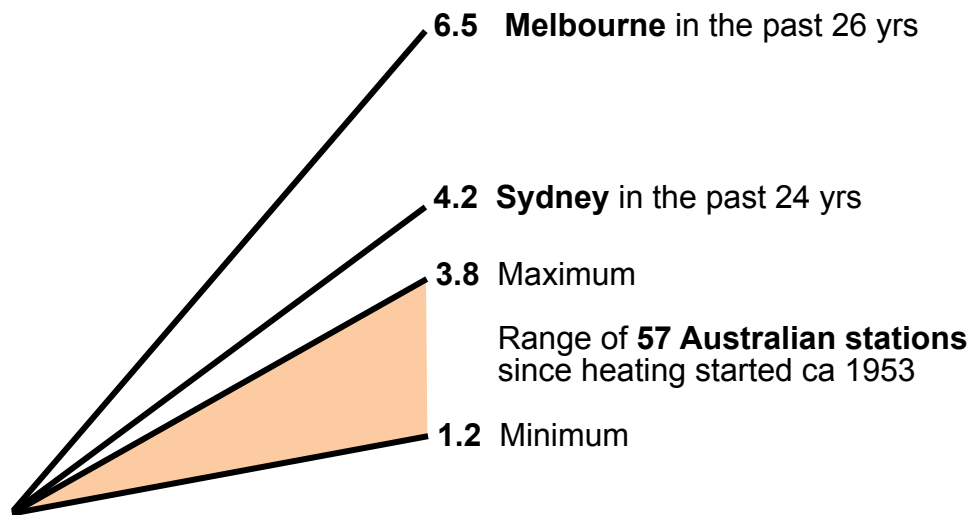 6.5 Melbourne in the past 26 yrs
4.2 Sydney in the past 24 yrs
3.8 Maximum
Range of 57 Australian stations
since heating started ca 1953
1.2 Minimum